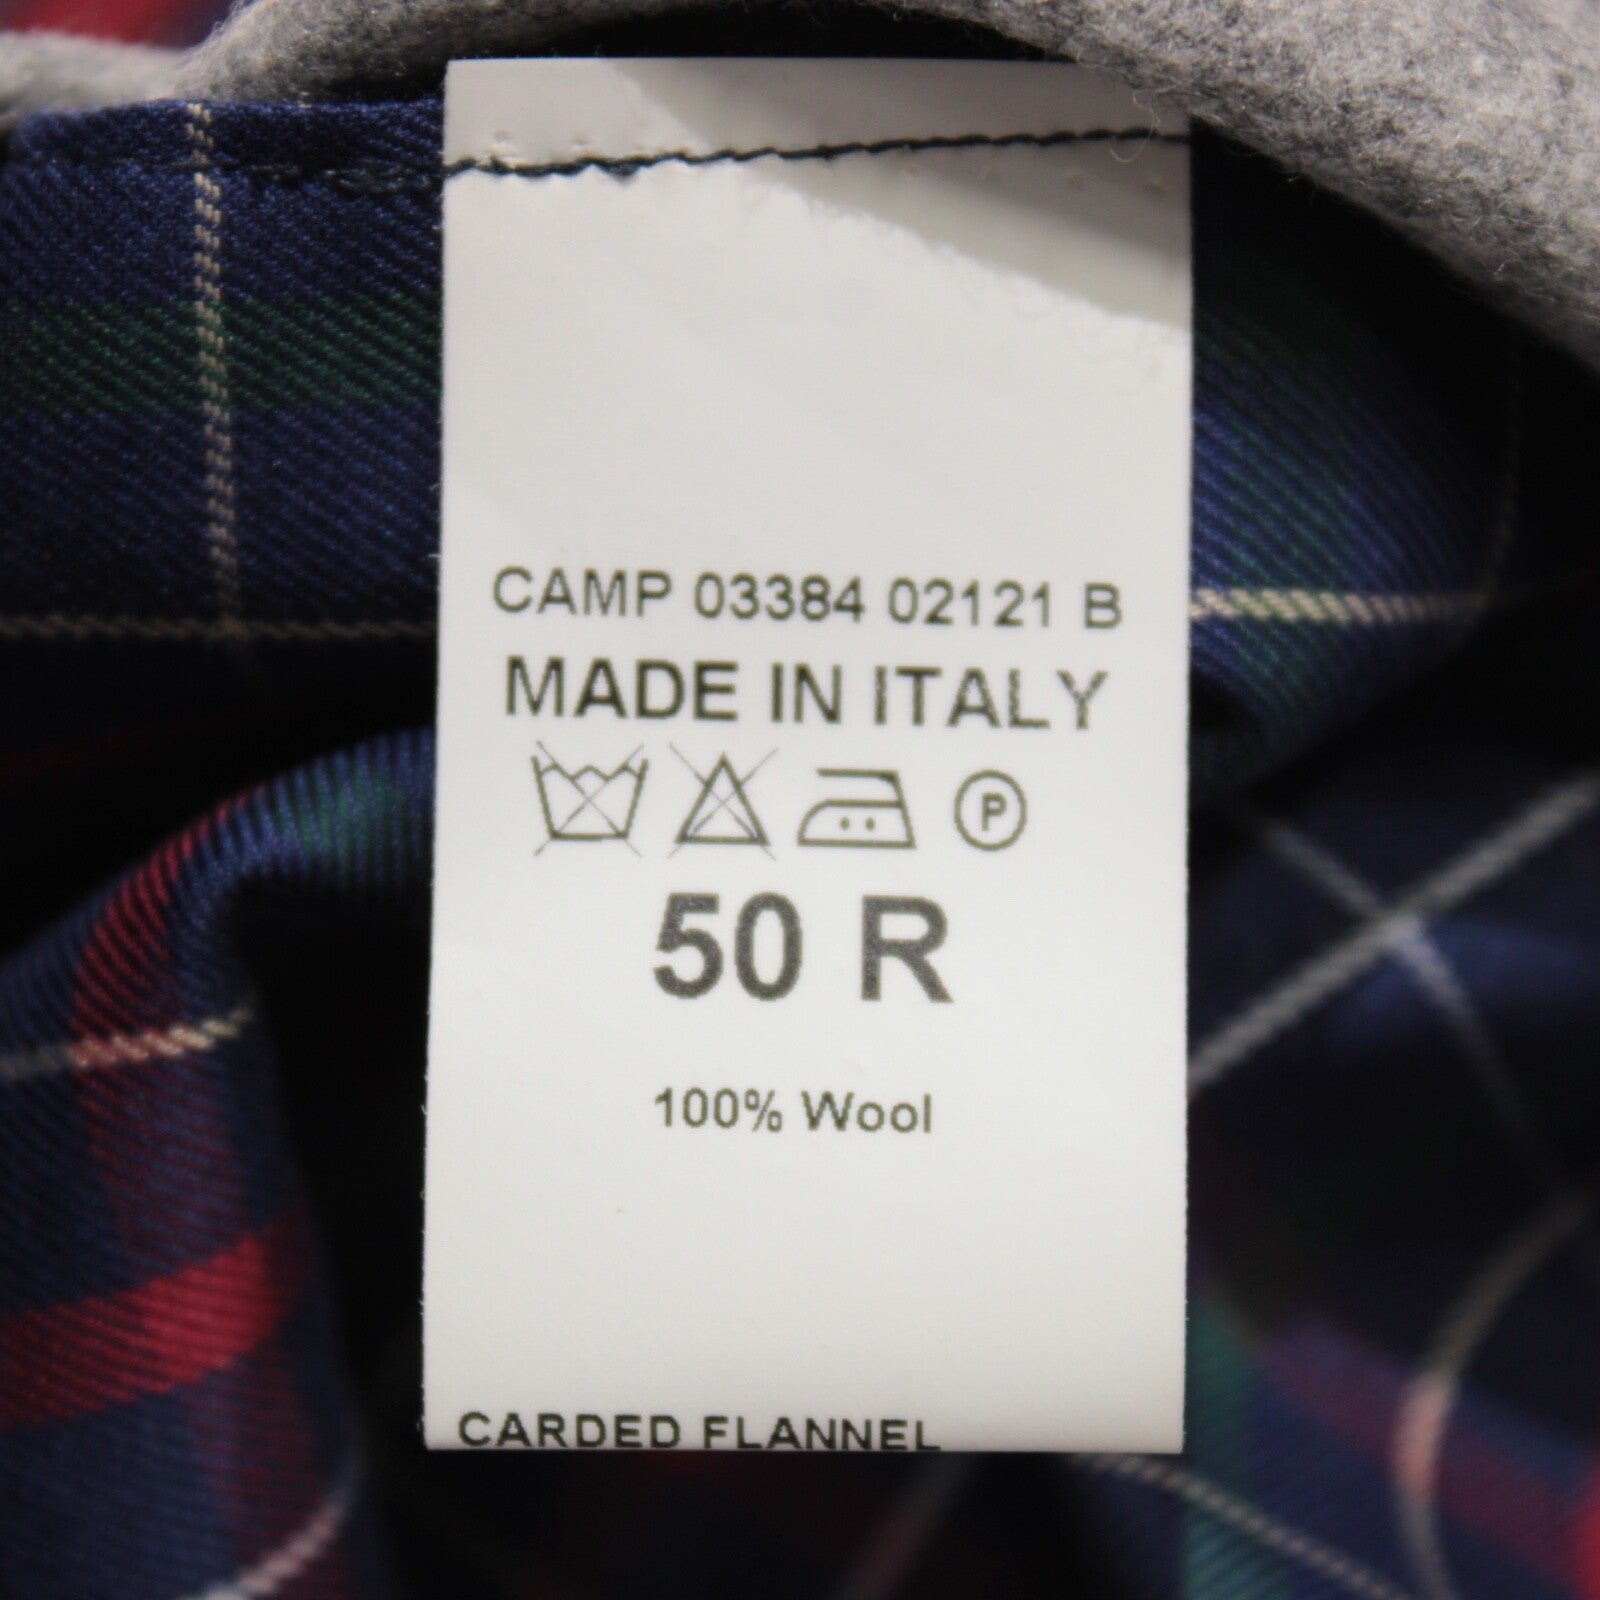 CAMP 03384 02121 B
MADE IN ITALY
P
50 R
100% Wool
CARDED FLANNEL